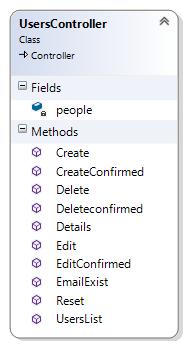 UsersController
Class
Controller
Fields
people
Methods
Create
CreateConfirmed
Delete
Deleteconfirmed
Details
Edit
EditConfirmed
EmailExist
Reset
UsersList